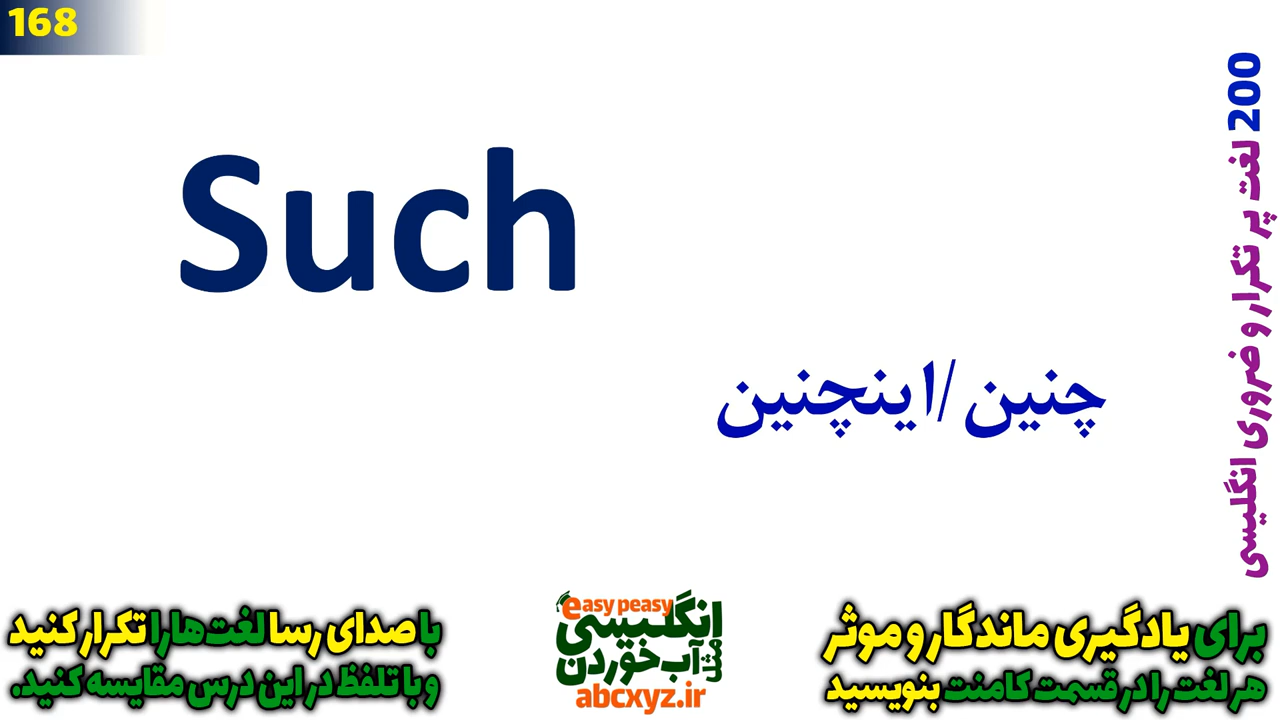 168
Such
چنین /اینچنین
200 لغت پر تکرار و ضروری انگلیسی
برای یادگیری ماندگار و موثر
هر لغت را در قسمت کامنت بنویسید
easy peasy
انگلیسی
مثل آب خوردن
abcxyz.ir
با صدای رسا لغت‌ها را تکرار کنید
و با تلفظ در این درس مقایسه کنید.